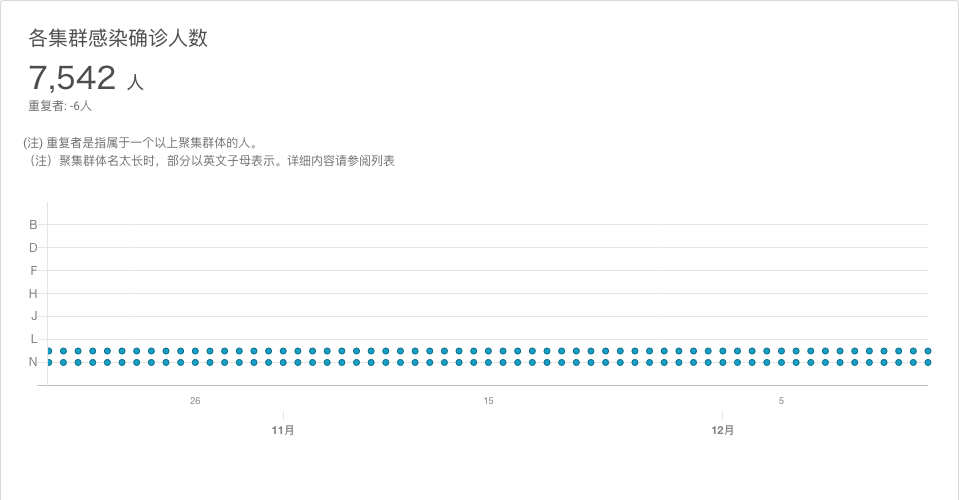 各集群感染确诊人数
7,542 人
重复者: -6人
(注) 重复者是指属于一个以上聚集群体的人。
（注）聚集群体名太长时，部分以英文子母表示。详细内容请参阅列表
B
D
F
H
J
L
N
26 15 5
11月 12月